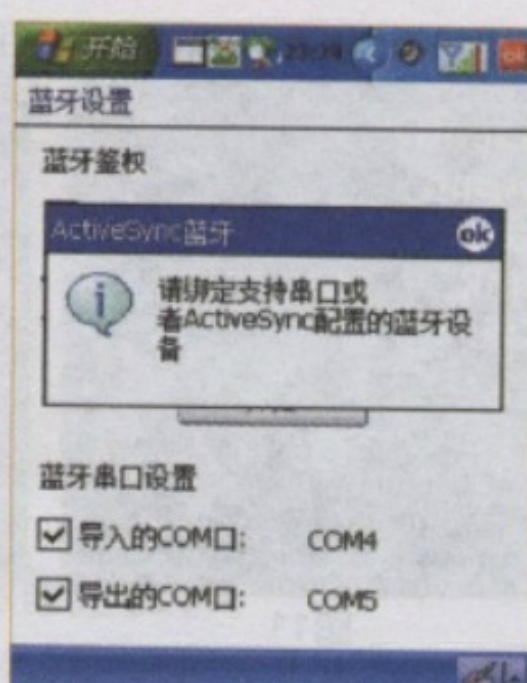 开始
蓝牙设置
蓝牙鉴权
ActiveSync蓝牙 ok
请绑定支持串口或
者ActiveSync配置的蓝牙设
备
蓝牙串口设置
导入的COM口: COM4
导出的COM口: COM5